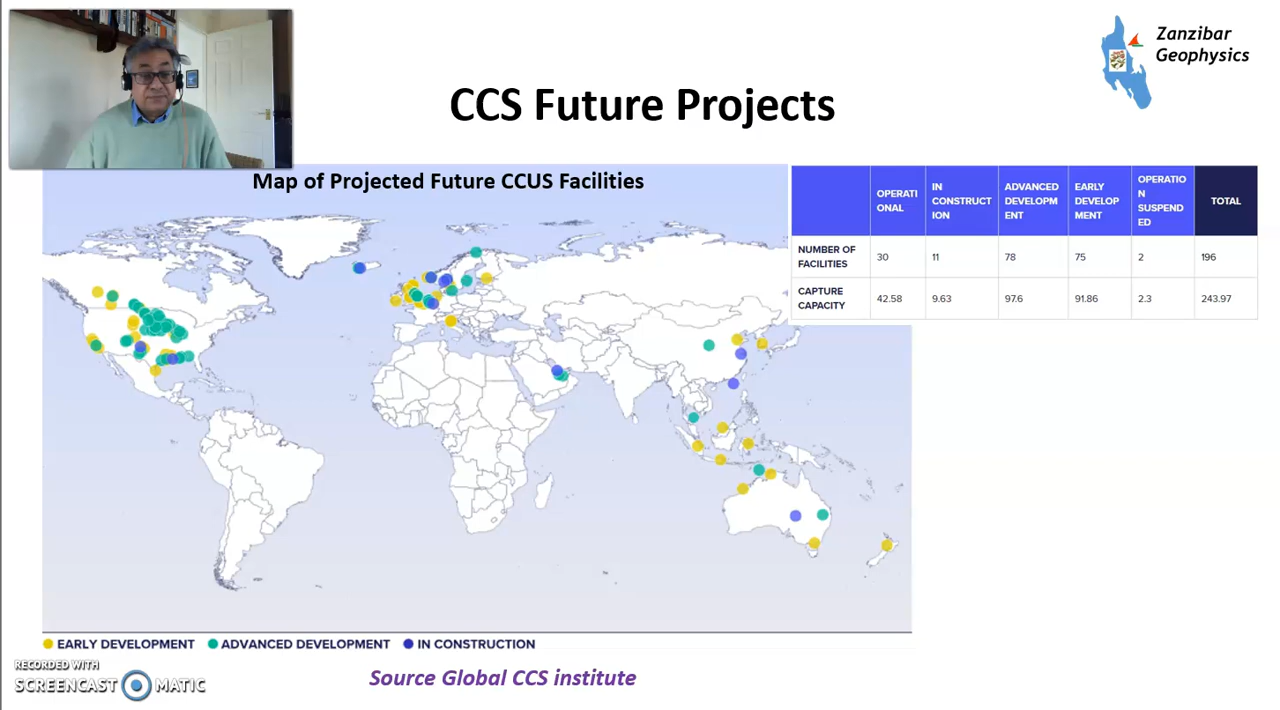 Zanzibar
Geophysics
CCS Future Projects
Map of Projected Future CCUS Facilities
OPERATI
ONAL
IN
CONSTRUCT
ION
ADVANCED
DEVELOPM
ENT
EARLY
DEVELOP
MENT
OPERATIO
N
SUSPEND
ED
TOTAL
NUMBER OF
FACILITIES
30
11
78
75
2
196
CAPTURE
CAPACITY
42.58
9.63
97.6
91.86
2.3
243.97
EARLY DEVELOPMENT
ADVANCED DEVELOPMENT
IN CONSTRUCTION
RECORDED WITH
SCREENCAST MATIC
Source Global CCS institute